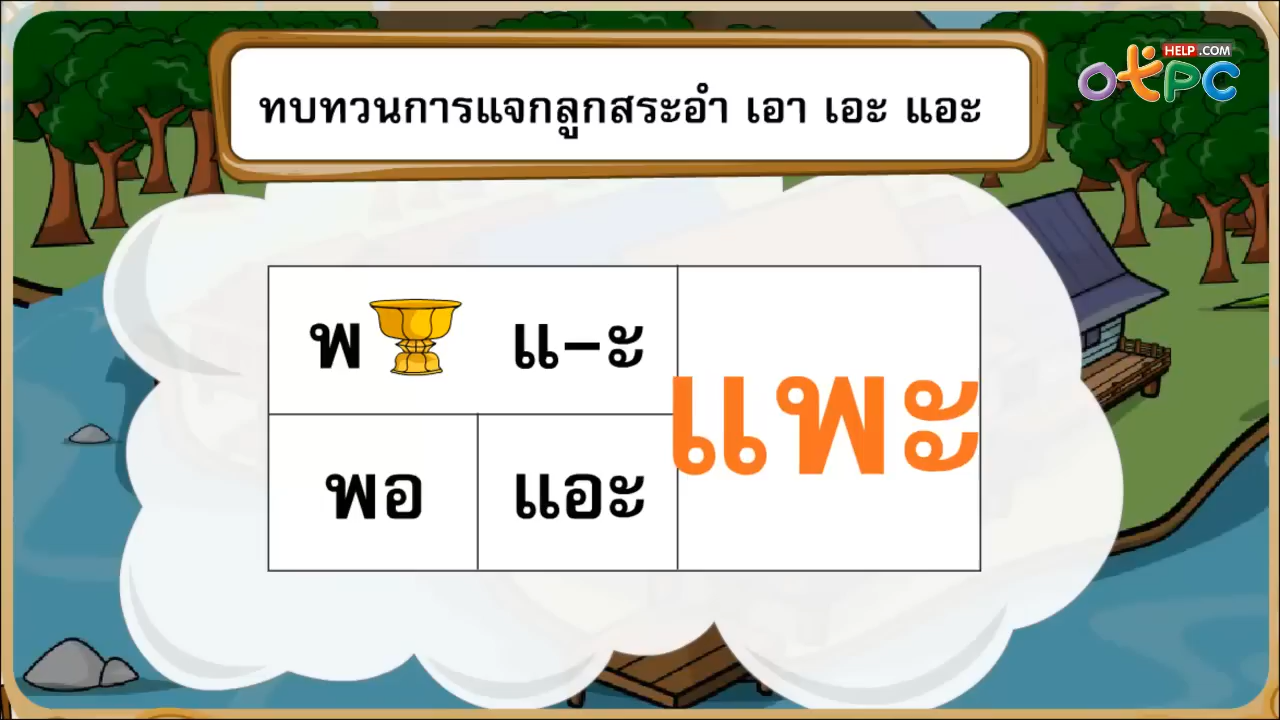 HELP .COM
OTPC
ทบทวนการแจกลูกสระอำ เอา เอะ แอะ
พ แ-ะ
แพะ
พอ แอะ